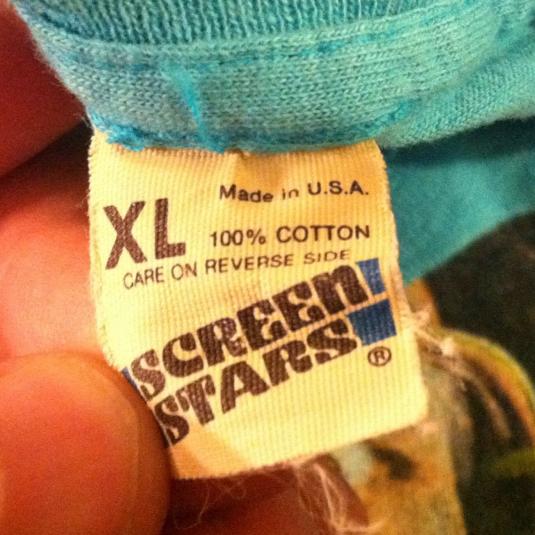 Made in U.S.A.
XL 100% COTTON
CARE ON REVERSE SIDE
SCREEN
STARS ®